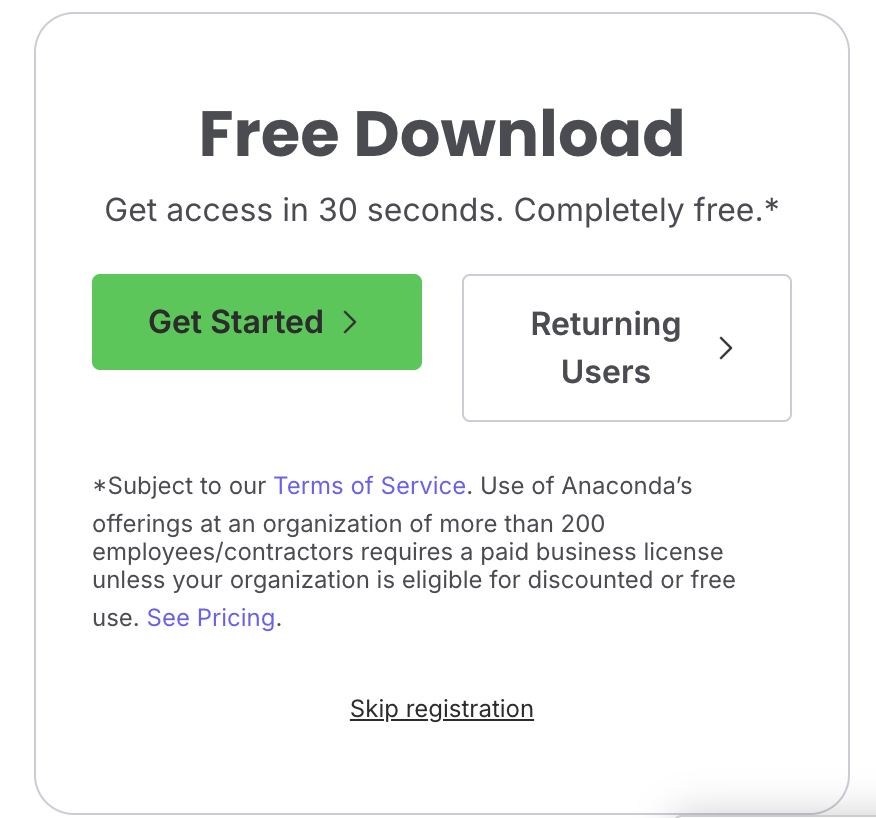 Free Download
Get access in 30 seconds. Completely free.*
Get Started
Returning
Users
*Subject to our Terms of Service. Use of Anaconda’s
offerings at an organization of more than 200
employees/contractors requires a paid business license
unless your organization is eligible for discounted or free
use. See Pricing.
Skip registration